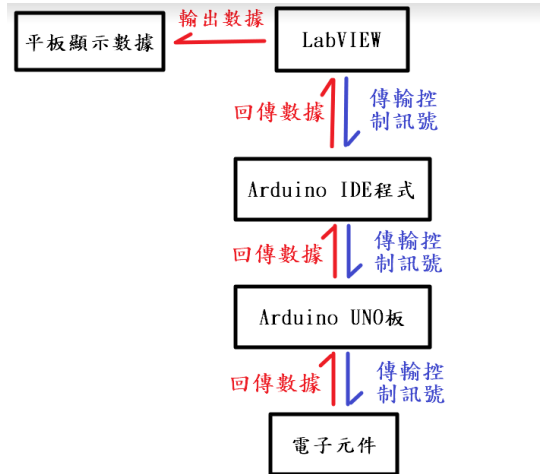 輸出數據
平板顯示數據
LabVIEW
回傳數據
傳輸控
制訊號
Arduino IDE程式
回傳數據
傳輸控
制訊號
Arduino UNO板
回傳數據
傳輸控
制訊號
電子元件